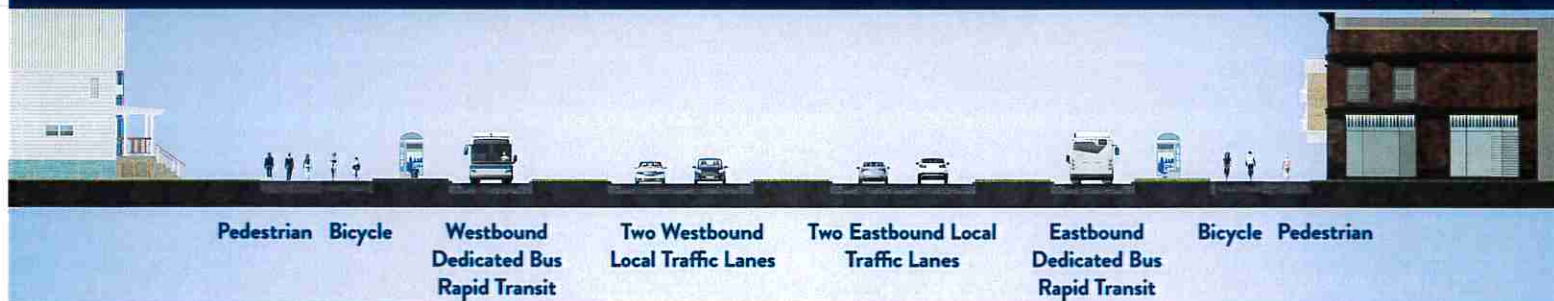 Pedestrian
Bicycle
Westbound
Dedicated Bus
Rapid Transit
Two Westbound
Local Traffic Lanes
Two Eastbound Local
Traffic Lanes
Eastbound
Dedicated Bus
Rapid Transit
Bicycle
Pedestrian